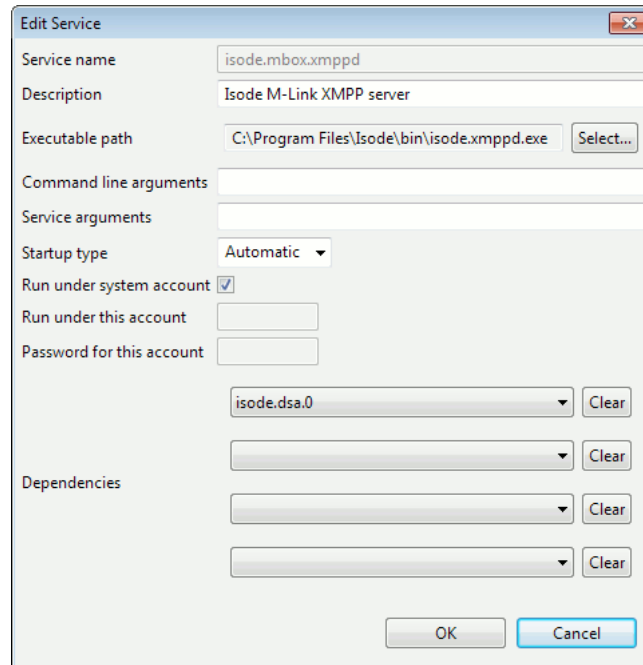 Edit Service
Service name isode.mbox.xmppd
Description Isode M-Link XMPP server
Executable path C:\Program Files\Isode\bin\isode.xmppd.exe Select...
Command line arguments
Service arguments
Startup type Automatic
Run under system account
Run under this account
Password for this account
isode.dsa.0 Clear
Clear
Dependencies
Clear
Clear
OK Cancel